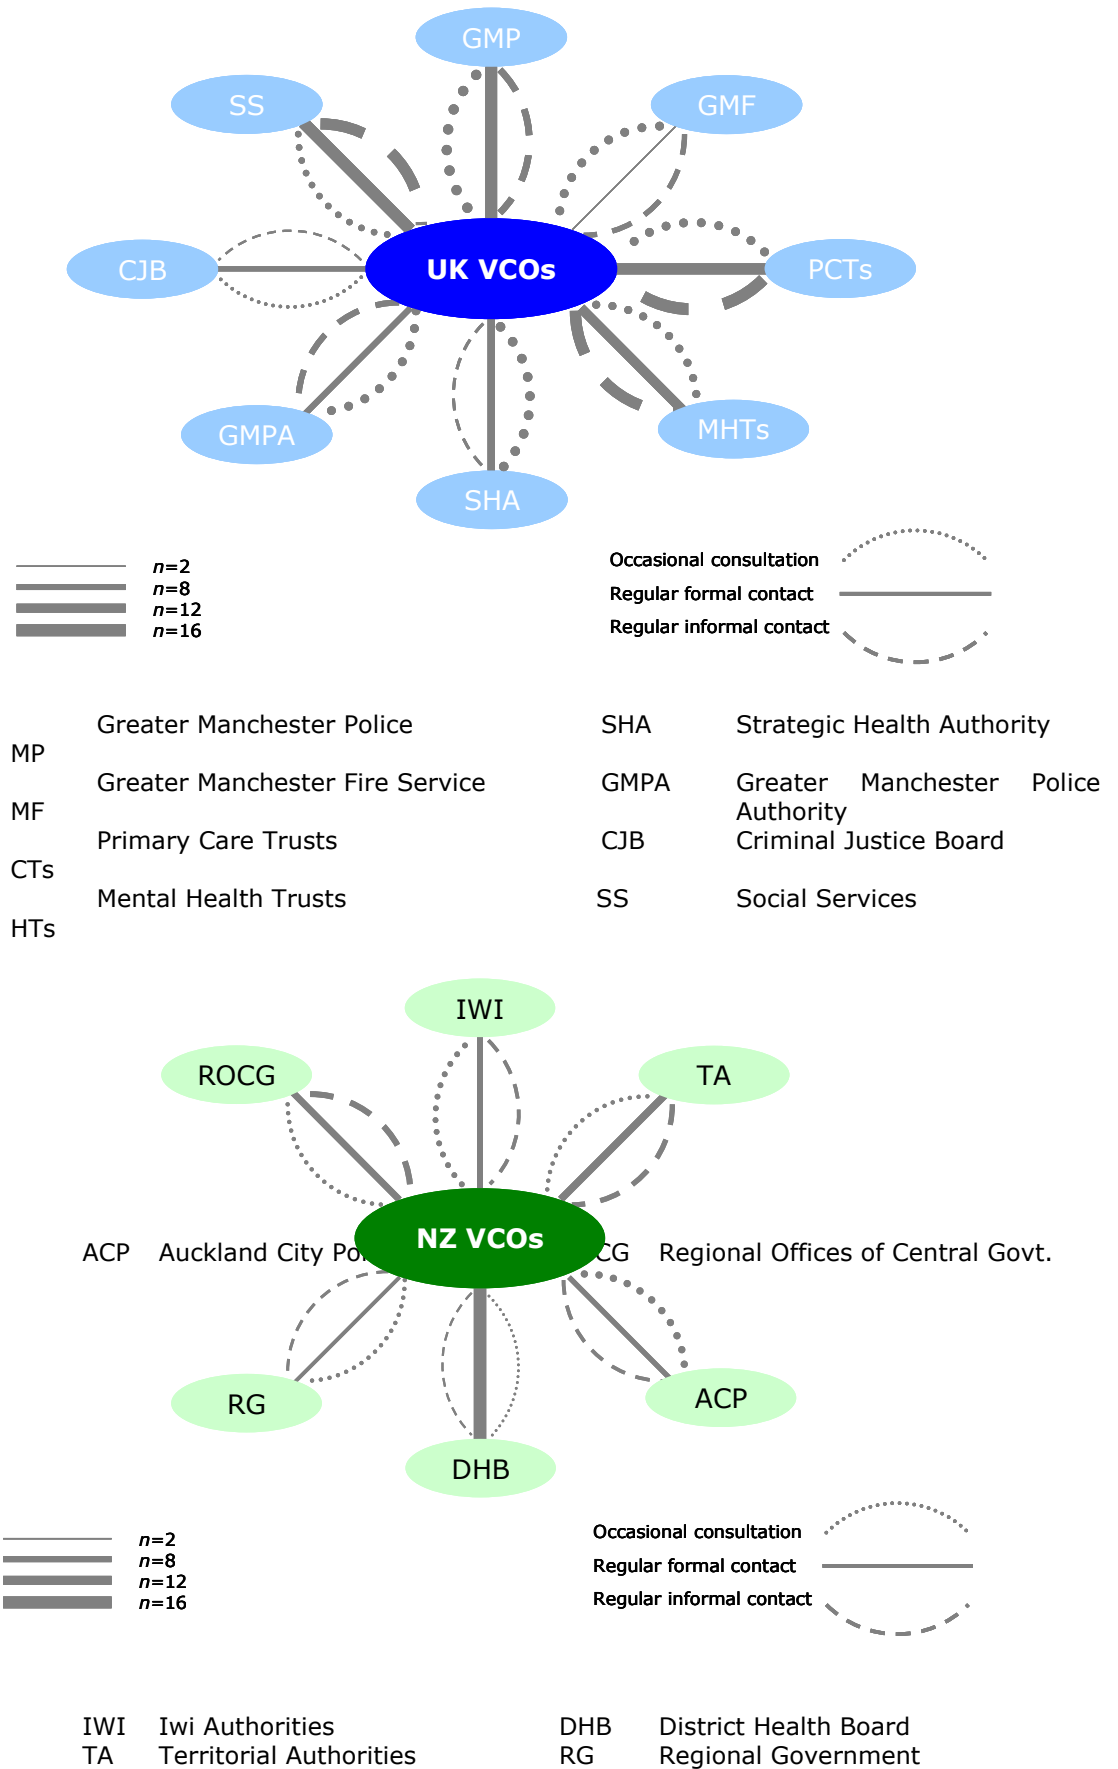 GMP
SS
GMF
CJB
UK VCOs
PCTs
GMPA
MHTs
SHA
n=2
n=8
n=12
n=16
Occasional consultation
Regular formal contact
Regular informal contact
Greater Manchester Police
SHA Strategic Health Authority
MP
Greater Manchester Fire Service
GMPA Greater Manchester Police
MF
Authority
Primary Care Trusts
CJB Criminal Justice Board
CTs
Mental Health Trusts
SS Social Services
HTs
IWI
ROCG
TA
NZ VCOs
ACP Auckland City Po
CG Regional Offices of Central Govt.
RG
ACP
DHB
n=2
n=8
n=12
n=16
Occasional consultation
Regular formal contact
Regular informal contact
IWI Iwi Authorities
DHB District Health Board
TA Territorial Authorities
RG Regional Government